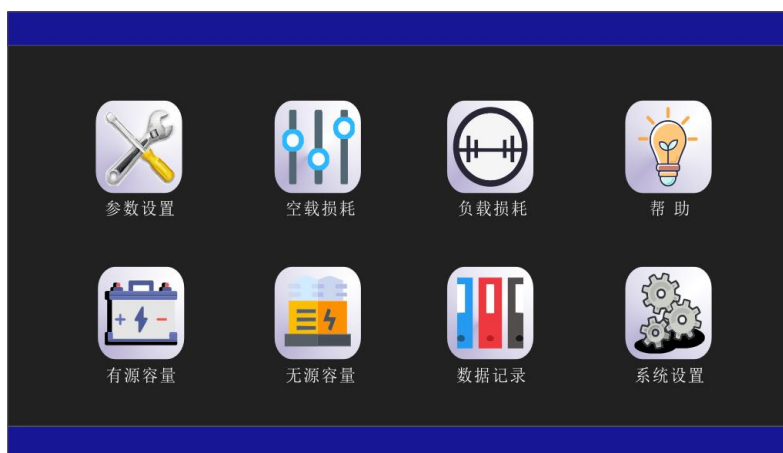 参数设置
空载损耗
负载损耗
帮 助
有源容量
无源容量
数据记录
系统设置